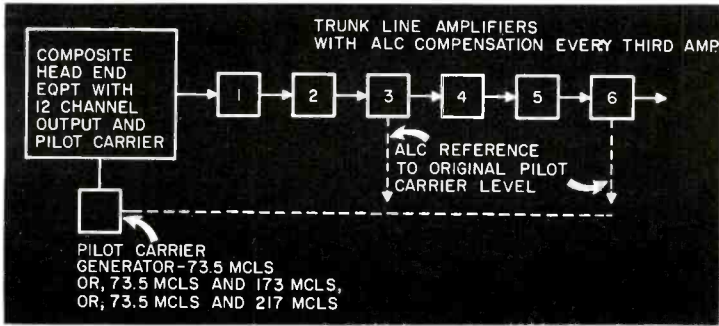 TRUNK LINE AMPLIFIERS
WITH ALC COMPENSATION EVERY THIRD AMP.
COMPOSITE
HEAD END
EQPT WITH
12 CHANNEL
OUTPUT AND
PILOT CARRIER
1
2
3
4
5
6
ALC REFERENCE
TO ORIGINAL PILOT
CARRIER LEVEL
PILOT CARRIER
GENERATOR-73.5 MCLS
OR, 73.5 MCLS AND 173 MCLS,
OR, 73.5 MCLS AND 217 MCLS